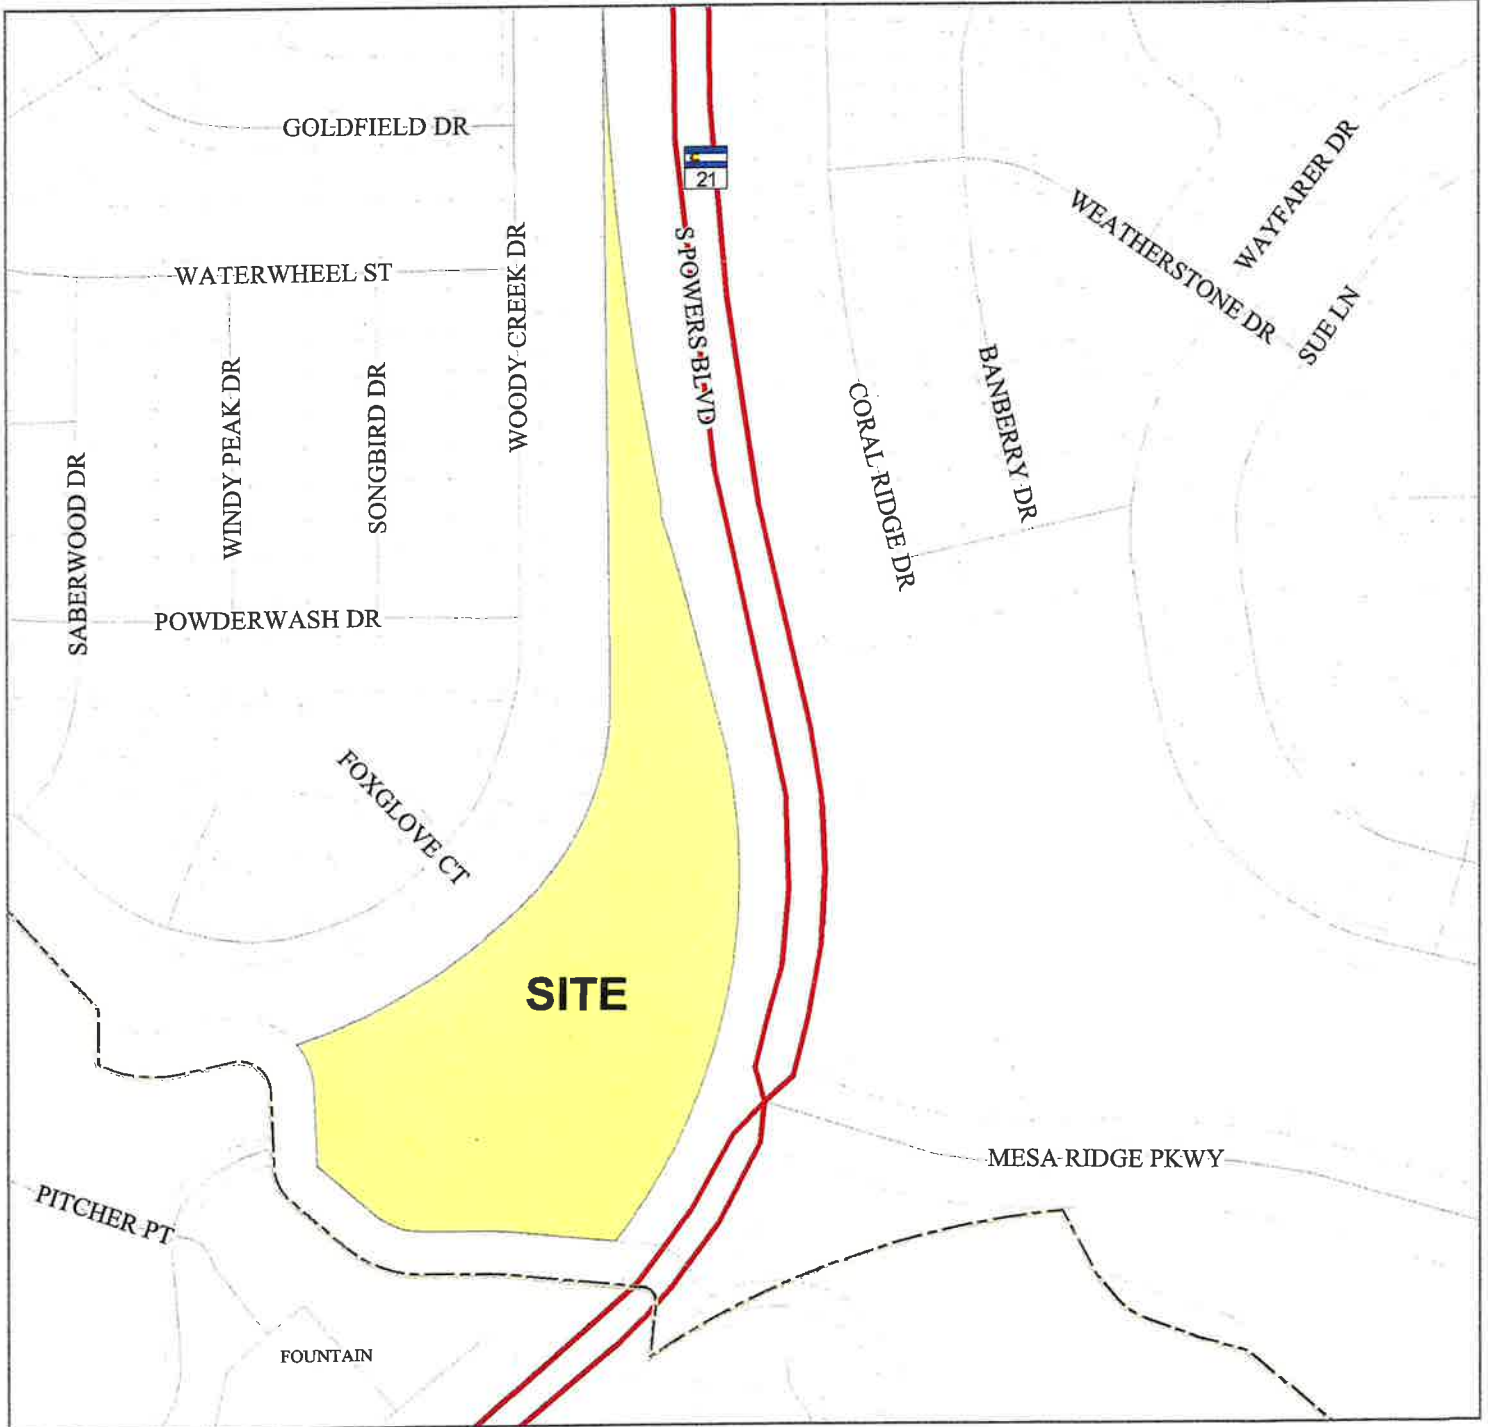 GOLDFIELD DR
21
WAYFARER DR
WEATHERSTONE DR
WATERWHEEL ST
WOODY CREEK DR
S POWERS BLVD
SUE LN
WINDY PEAK DR
SONGBIRD DR
BANBERRY DR
CORAL RIDGE DR
SABERWOOD DR
POWDERWASH DR
FOXGLOVE CT
SITE
MESA RIDGE PKWY
PITCHER PT
FOUNTAIN